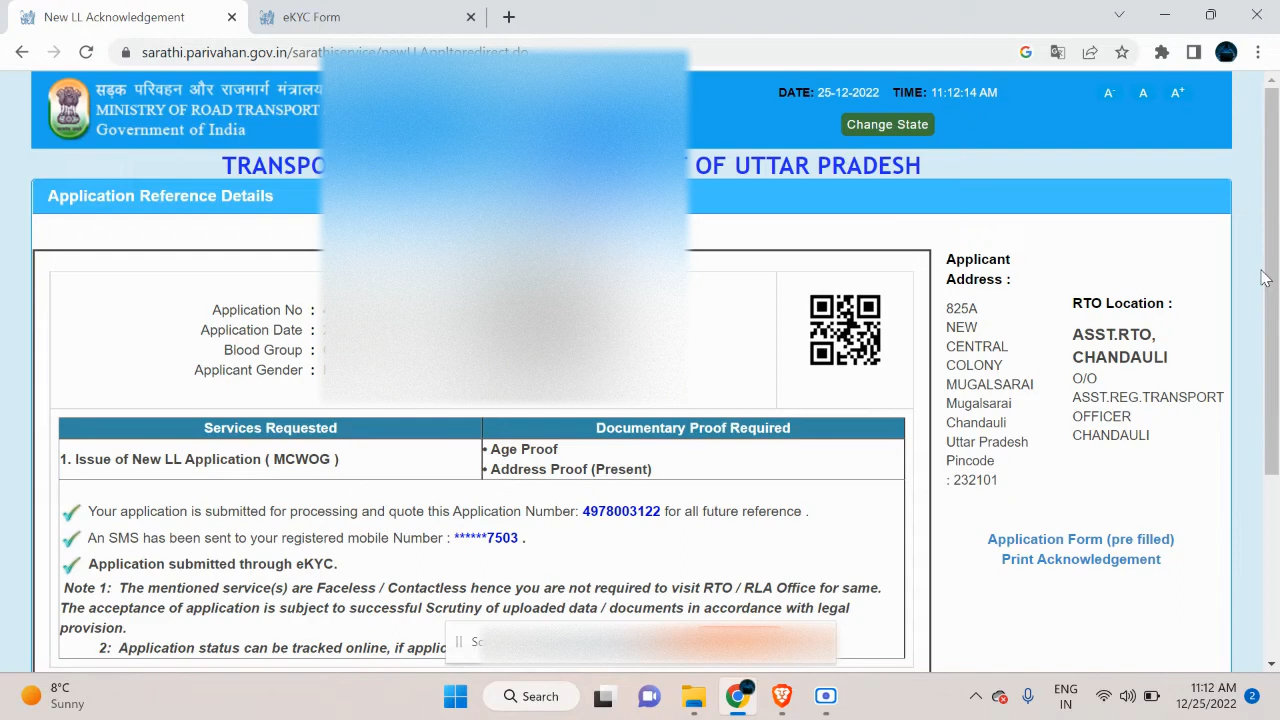 New LL Acknowledgement
eKYC Form
sarathi.parivahan.gov.in/sarathiservice/newLLAppltoredirect.do
सड़क परिवहन और राजमार्ग
MINISTRY OF ROAD TRANSPORT
Government of India
DATE: 25-12-2022 TIME: 11:12:14 AM
A- A A+
Change State
OF UTTAR PRADESH
Application Reference Details
Application No :
Application Date :
Blood Group :
Applicant Gender :
Services Requested
Documentary Proof Required
1. Issue of New LL Application ( MCWOG )
• Age Proof
• Address Proof (Present)
Your application is submitted for processing and quote this Application Number: 4978003122 for all future reference .
An SMS has been sent to your registered mobile Number : ******7503 .
Application submitted through eKYC.
Note 1: The mentioned service(s) are Faceless / Contactless hence you are not required to visit RTO / RLA Office for same.
The acceptance of application is subject to successful Scrutiny of uploaded data / documents in accordance with legal
provision.
2: Application status can be tracked online, if
Applicant
Address :
825A
NEW
CENTRAL
COLONY
MUGALSARAI
Mugalsarai
Chandauli
Uttar Pradesh
Pincode
: 232101
RTO Location :
ASST.RTO,
CHANDAULI
O/O
ASST.REG.TRANSPORT
OFFICER
CHANDAULI
Application Form (pre filled)
Print Acknowledgement
8°C
Sunny
Search
ENG
IN
11:12 AM
12/25/2022
2